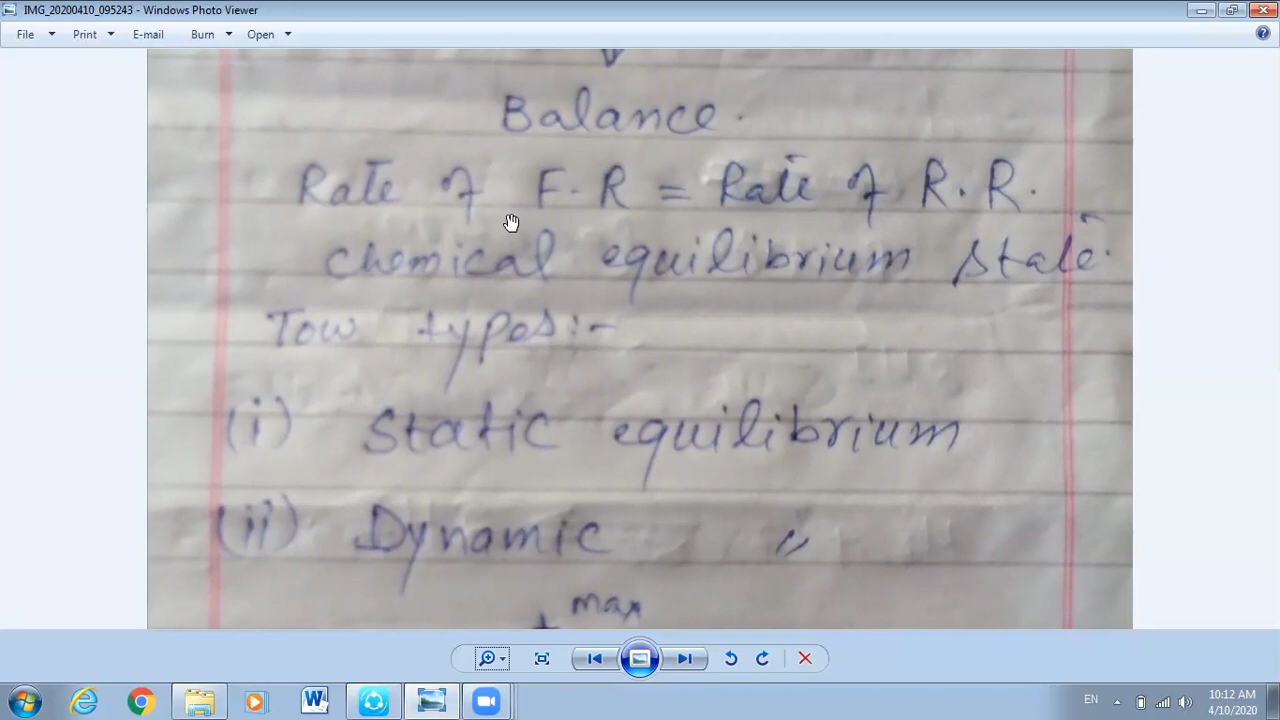 IMG_20200410_095243 - Windows Photo Viewer
File Print E-mail Burn Open
Balance.
Rate of F.R = Rate of R.R.
Chemical equilibrium state.
Tow types:-
(i) Static equilibrium
(ii) Dynamic "
max
EN 10:12 AM
4/10/2020